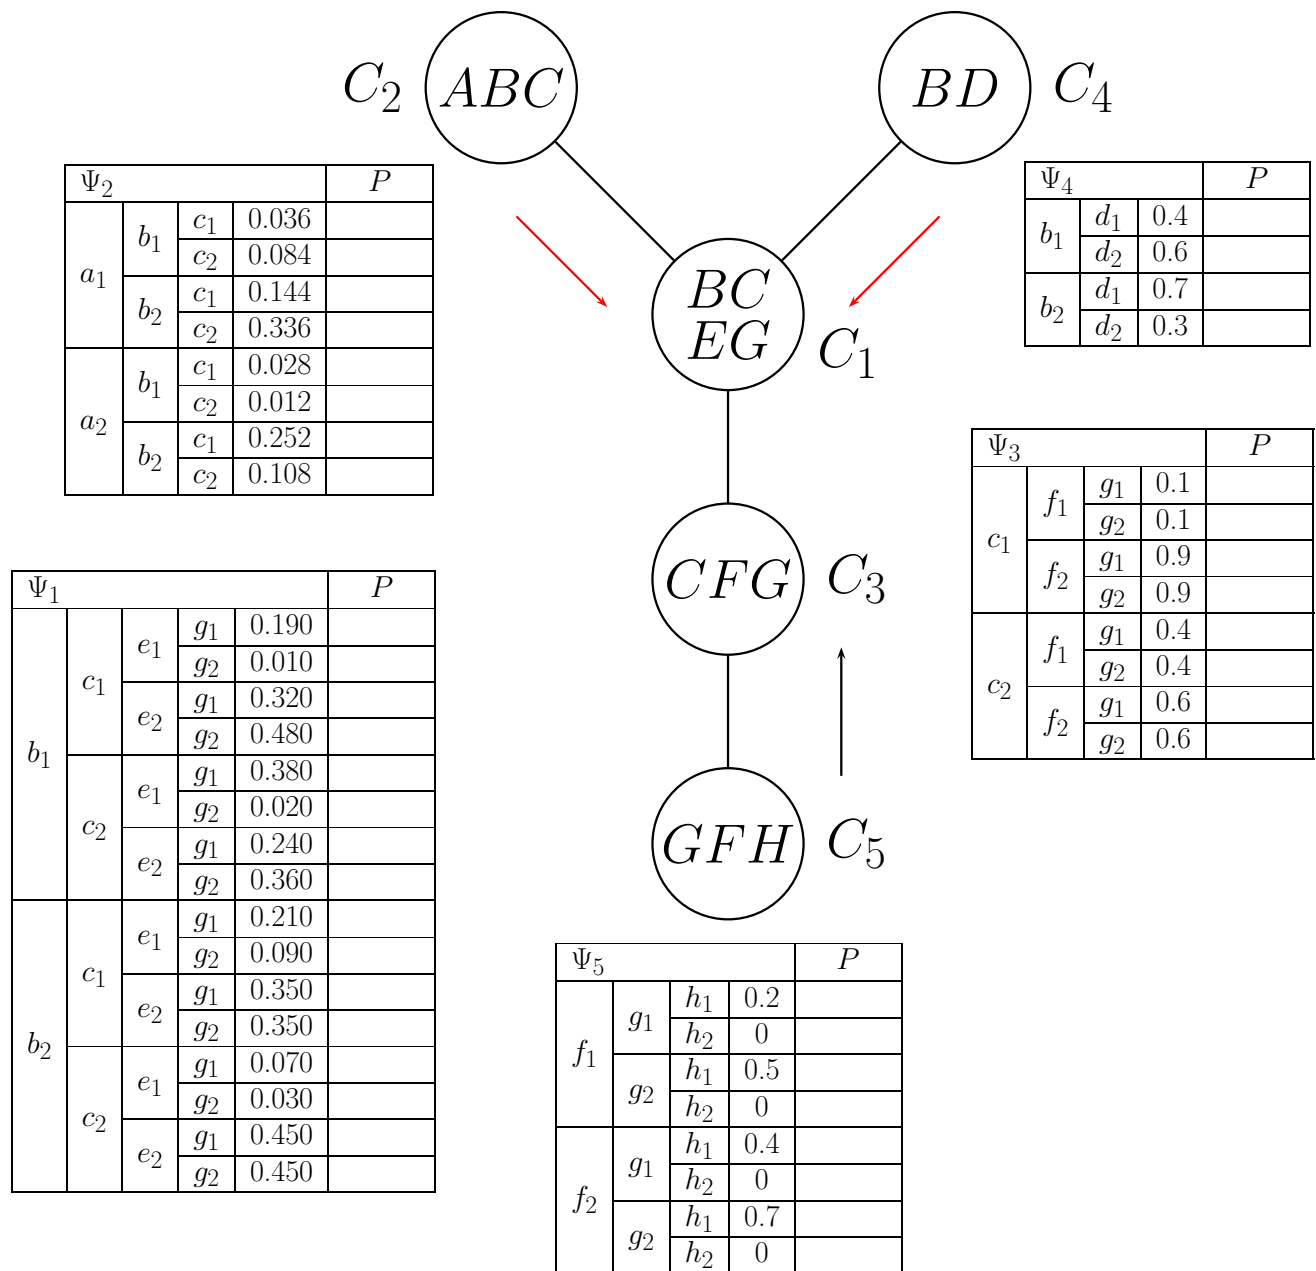 C₂ ABC
BD C₄
Ψ₂ P
a₁ b₁ c₁ 0.036
c₂ 0.084
b₂ c₁ 0.144
c₂ 0.336
a₂ b₁ c₁ 0.028
c₂ 0.012
b₂ c₁ 0.252
c₂ 0.108
Ψ₄ P
b₁ d₁ 0.4
d₂ 0.6
b₂ d₁ 0.7
d₂ 0.3
BC
EG
C₁
Ψ₃ P
c₁ f₁ g₁ 0.1
g₂ 0.1
f₂ g₁ 0.9
g₂ 0.9
c₂ f₁ g₁ 0.4
g₂ 0.4
f₂ g₁ 0.6
g₂ 0.6
CFG C₃
Ψ₁ P
b₁ c₁ e₁ g₁ 0.190
g₂ 0.010
e₂ g₁ 0.320
g₂ 0.480
c₂ e₁ g₁ 0.380
g₂ 0.020
e₂ g₁ 0.240
g₂ 0.360
b₂ c₁ e₁ g₁ 0.210
g₂ 0.090
e₂ g₁ 0.350
g₂ 0.350
c₂ e₁ g₁ 0.070
g₂ 0.030
e₂ g₁ 0.450
g₂ 0.450
GFH C₅
Ψ₅ P
f₁ g₁ h₁ 0.2
h₂ 0
g₂ h₁ 0.5
h₂ 0
f₂ g₁ h₁ 0.4
h₂ 0
g₂ h₁ 0.7
h₂ 0